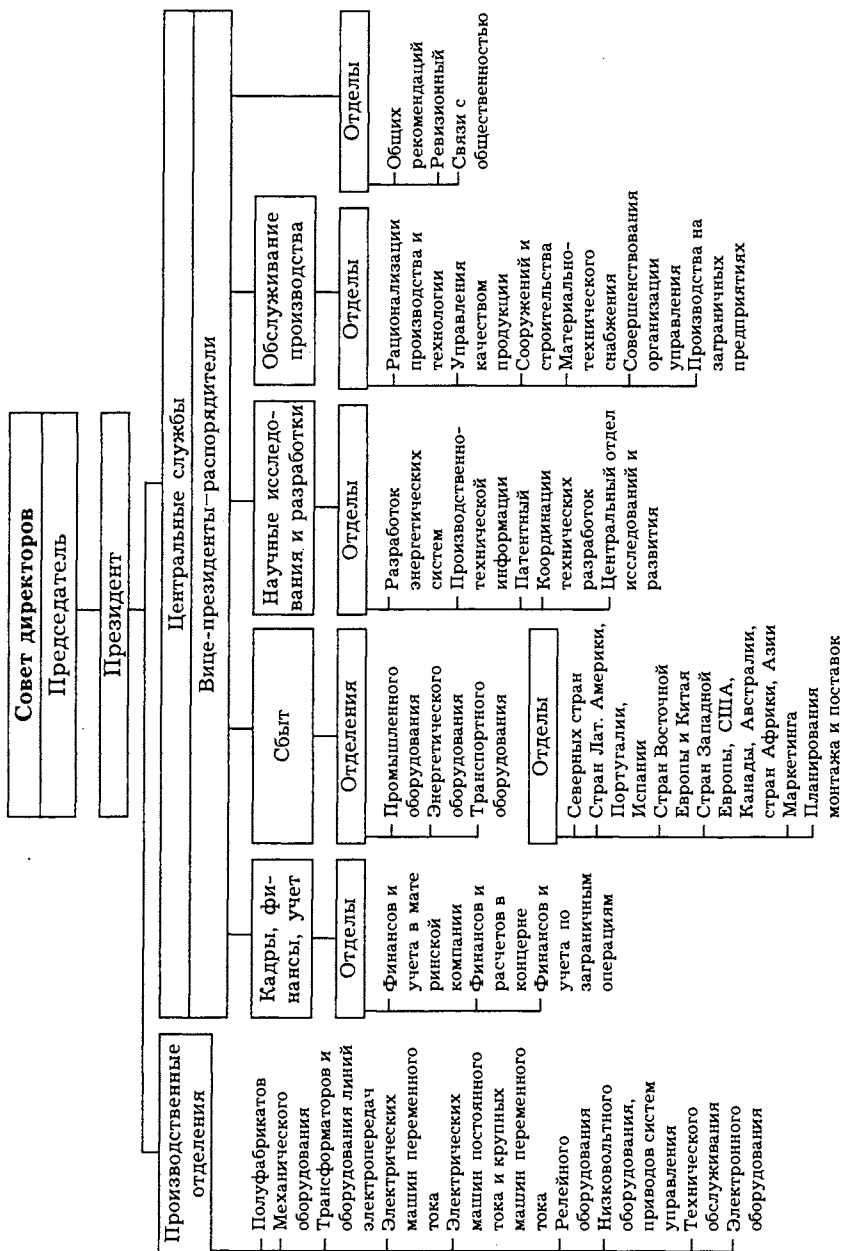 Совет директоров
Председатель
Президент
Производственные
отделения
Полуфабрикатов
Механического
оборудования
Трансформаторов и
оборудования линий
электропередач
Электрических
машин переменного
тока
Электрических
машин постоянного
тока и крупных
машин переменного
тока
Релейного
оборудования
Низковольтного
оборудования,
приводов систем
управления
Технического
обслуживания
Электронного
оборудования
Центральные службы
Вице-президенты-распорядители
Кадры, фи-
нансы, учет
Отделы
Финансов и
учета в мате
ринской
компании
Финансов и
расчетов в
концерне
Финансов и
учета по
заграничным
операциям
Сбыт
Отделения
Промышленного
оборудования
Энергетического
оборудования
Транспортного
оборудования
Отделы
Северных стран
Стран Лат. Америки,
Португалии,
Испании
Стран Восточной
Европы и Китая
Стран Западной
Европы, США,
Канады, Австралии,
стран Африки, Азии
Маркетинга
Планирования
монтажа и поставок
Научные исследо-
вания и разработки
Отделы
Разработок
энергетических
систем
Производственно-
технической
информации
Патентный
Координации
технических
разработок
Центральный отдел
исследований и
развития
Обслуживание
производства
Отделы
Рационализации
производства и
технологии
Управления
качеством
продукции
Сооружений и
строительства
Материально-
технического
снабжения
Совершенствования
организации
управления
Производства на
заграничных
предприятиях
Отделы
Общих
рекомендаций
Ревизионный
Связи с
общественностью